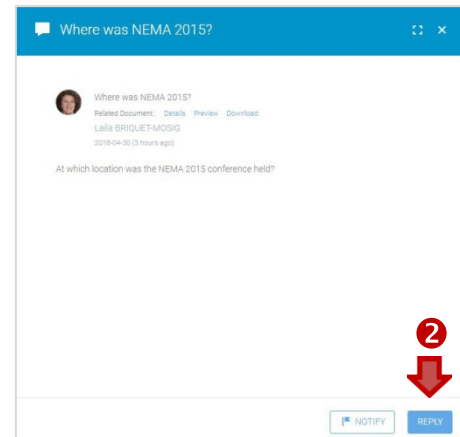 Where was NEMA 2015?
Where was NEMA 2015?
Related Document: Details Preview Download
Laila BRIQUET-MOSIG
2018-04-30 (3 hours ago)
At which location was the NEMA 2015 conference held?
2
NOTIFY REPLY